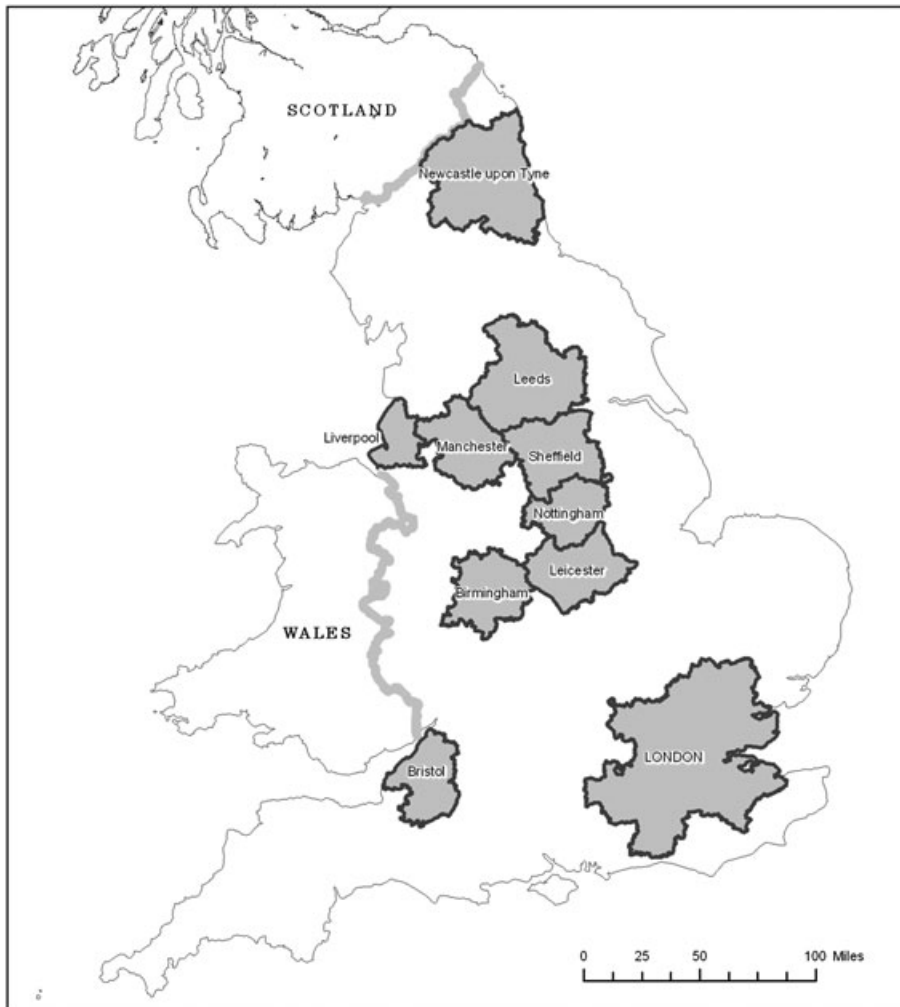 SCOTLAND
Newcastle upon Tyne
Leeds
Liverpool
Manchester
Sheffield
Nottingham
Leicester
Birmingham
WALES
LONDON
Bristol
0 25 50 100 Miles